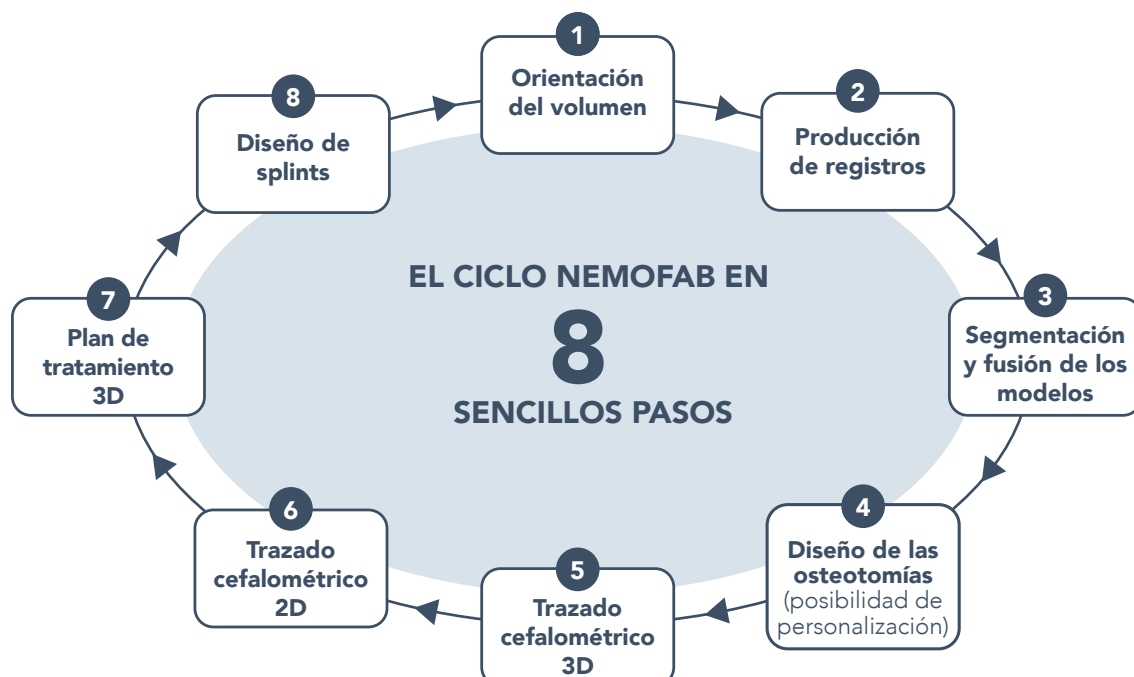 1
Orientación
del volumen
2
Producción
de registros
3
Segmentación
y fusión de los
modelos
4
Diseño de las
osteotomías
(posibilidad de
personalización)
5
Trazado
cefalométrico
3D
6
Trazado
cefalométrico
2D
7
Plan de
tratamiento
3D
8
Diseño de
splints
EL CICLO NEMOFAB EN
8
SENCILLOS PASOS